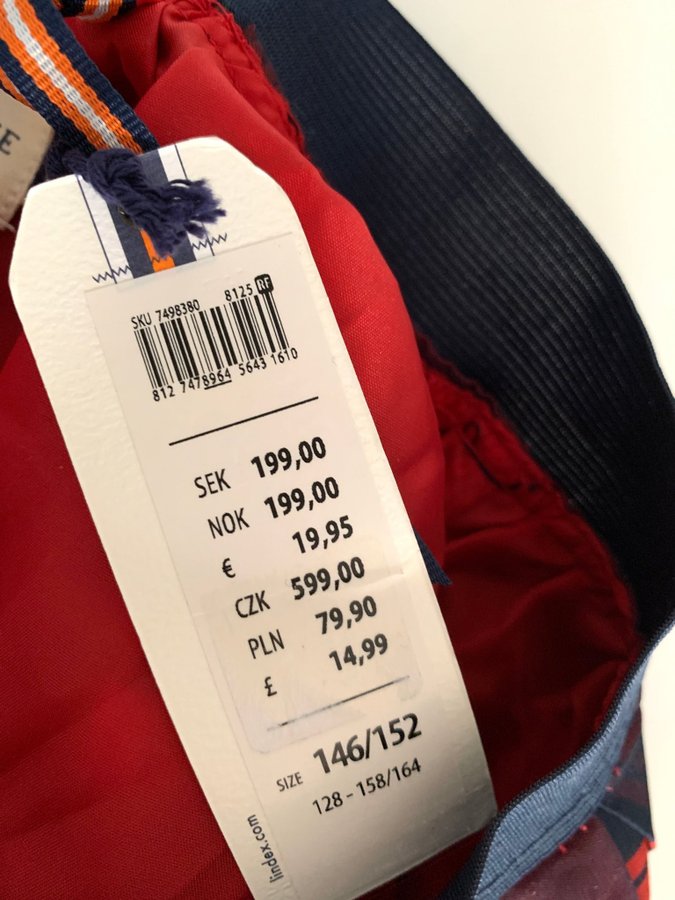 E
SKU 7498380 8125 RF
812 7478964 5643 1610
SEK 199,00
NOK 199,00
€ 19,95
CZK 599,00
PLN 79,90
£ 14,99
SIZE 146/152
128 - 158/164
lindex.com